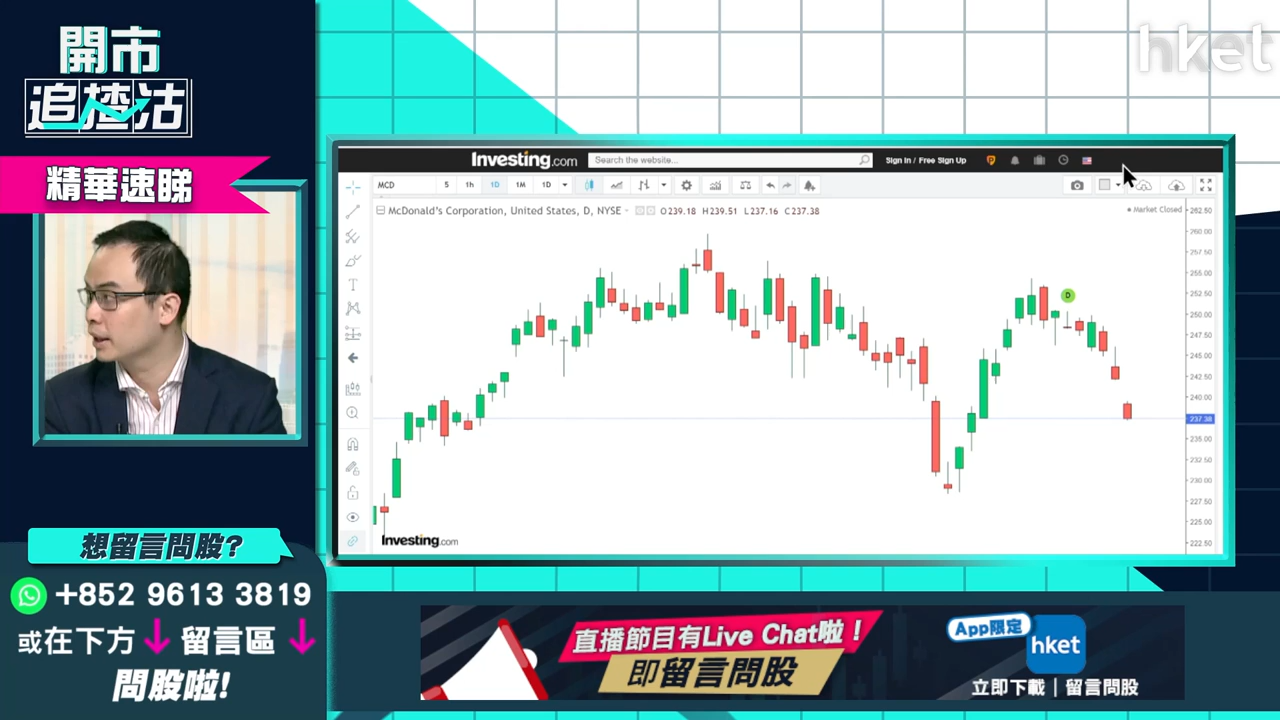 開市
追揸沽
精華速睇
想留言問股?
+852 9613 3819
或在下方 留言區
問股啦!
hket
Investing.com
Search the website...
Sign In / Free Sign Up
MCD
5
1h
1D
1M
1D
McDonald's Corporation, United States, D, NYSE
O239.18 H239.51 L237.16 C237.38
Market Closed
D
262.50
260.00
257.50
255.00
252.50
250.00
247.50
245.00
242.50
240.00
237.38
235.00
232.50
230.00
227.50
225.00
222.50
Investing.com
直播節目有Live Chat啦！
即留言問股
App限定
hket
立即下載｜留言問股